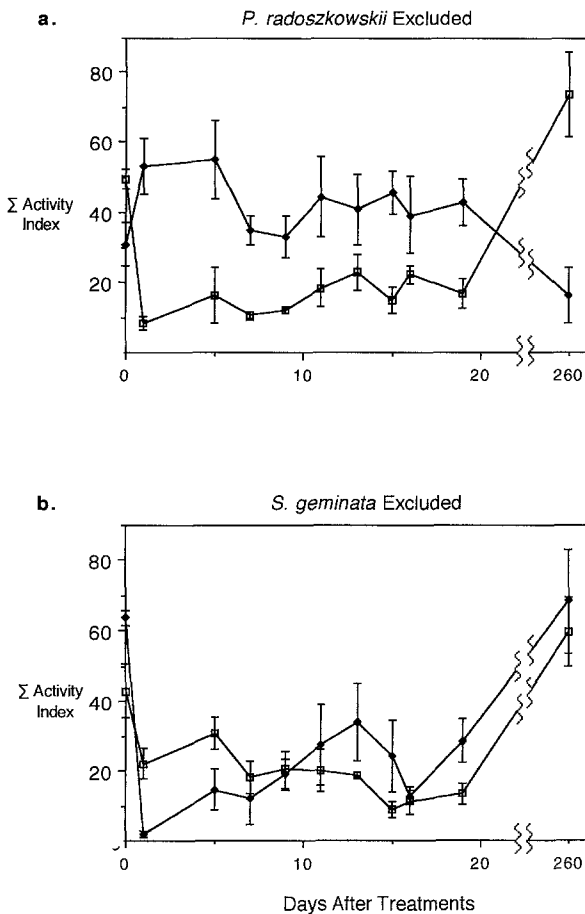 a. P. radoszkowskii Excluded
80
60
Σ Activity
Index
40
20
0 10 20 260
b. S. geminata Excluded
80
60
Σ Activity
Index
40
20
0 10 20 260
Days After Treatments